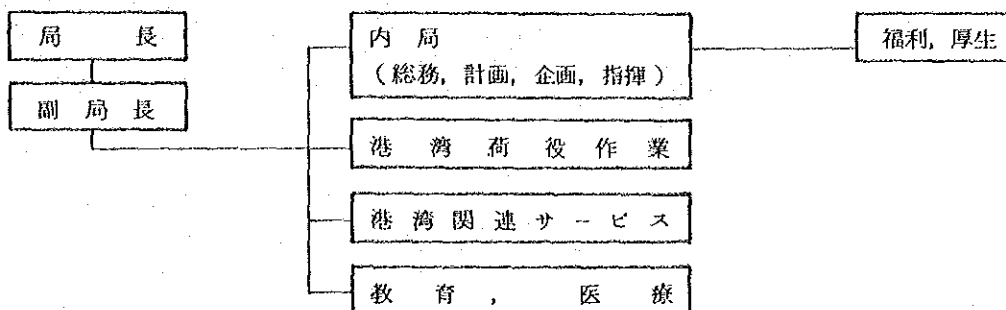 局長
副局長
内局
(総務, 計画, 企画, 指揮)
福利, 厚生
港湾荷役作業
港湾関連サービス
教育, 医療